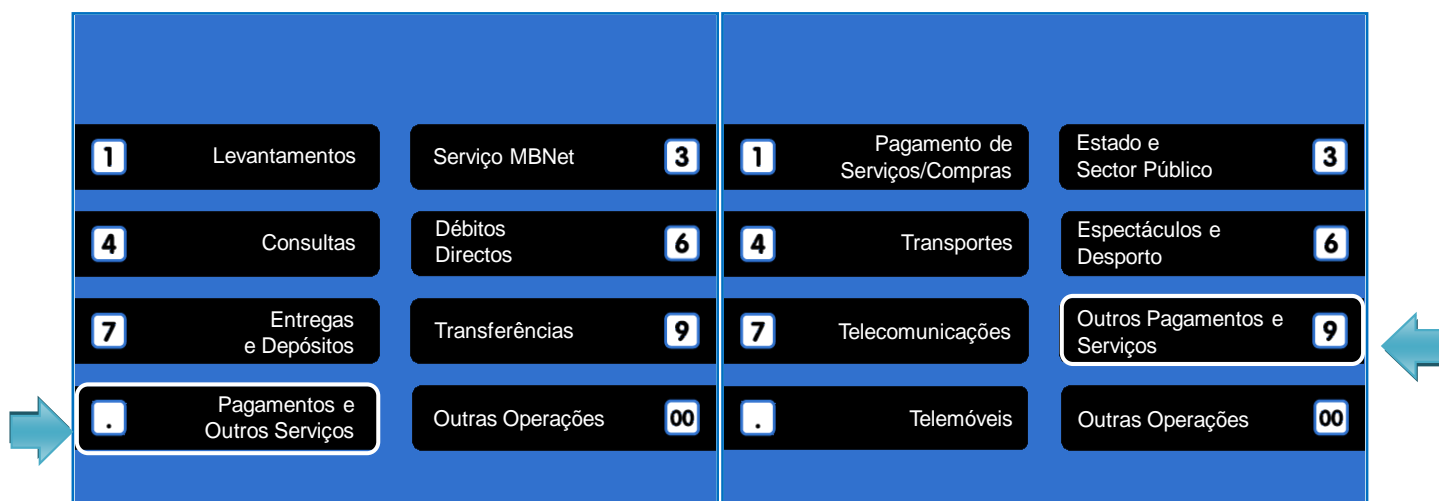 1
Levantamentos
Serviço MBNet
3
4
Consultas
Débitos
Directos
6
7
Entregas
e Depósitos
Transferências
9
.
Pagamentos e
Outros Serviços
Outras Operações
00
1
Pagamento de
Serviços/Compras
Estado e
Sector Público
3
4
Transportes
Espectáculos e
Desporto
6
7
Telecomunicações
Outros Pagamentos e
Serviços
9
.
Telemóveis
Outras Operações
00